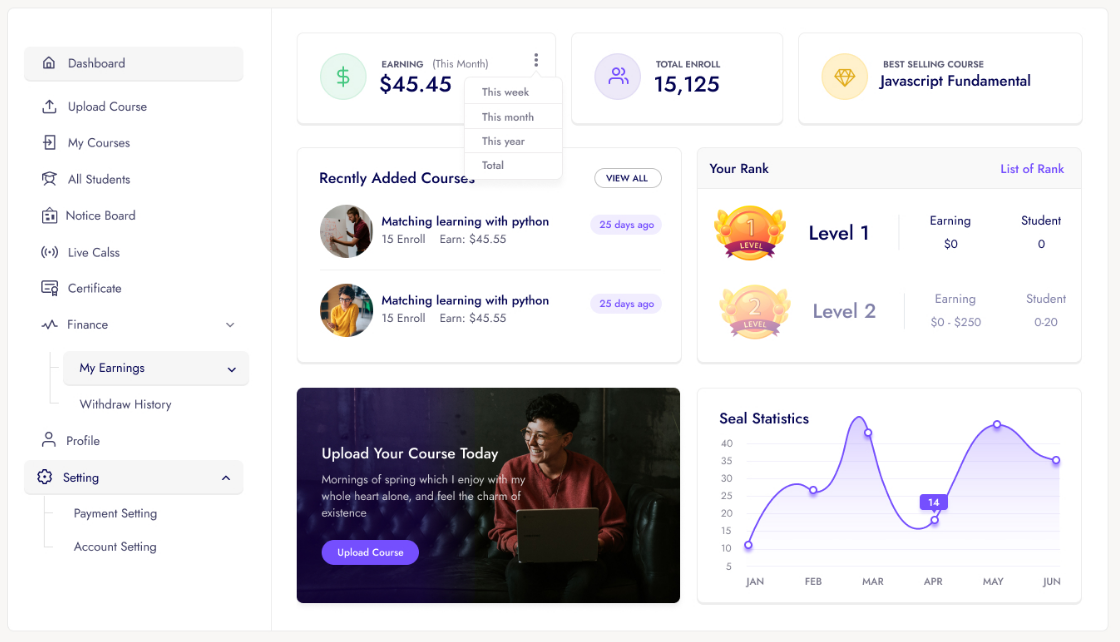 Dashboard
Upload Course
My Courses
All Students
Notice Board
Live Calss
Certificate
Finance
My Earnings
Withdraw History
Profile
Setting
Payment Setting
Account Setting
EARNING (This Month)
$45.45
This week
This month
This year
Total
TOTAL ENROLL
15,125
BEST SELLING COURSE
Javascript Fundamental
Recntly Added Courses
VIEW ALL
Matching learning with python
15 Enroll Earn: $45.55
25 days ago
Matching learning with python
15 Enroll Earn: $45.55
25 days ago
Your Rank
List of Rank
1
LEVEL
Level 1
Earning
$0
Student
0
2
LEVEL
Level 2
Earning
$0 - $250
Student
0-20
Upload Your Course Today
Mornings of spring which I enjoy with my
whole heart alone, and feel the charm of
existence
Upload Course
Seal Statistics
40
35
30
25
20
15
10
5
14
JAN FEB MAR APR MAY JUN